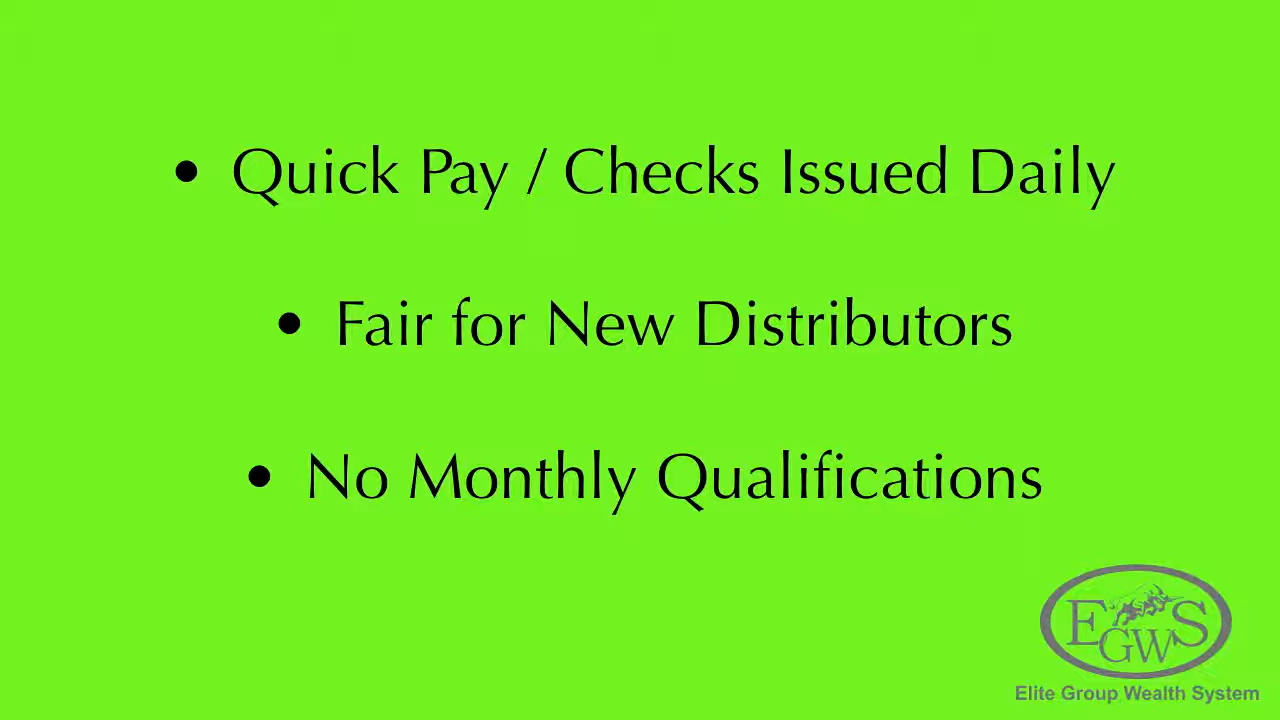 • Quick Pay / Checks Issued Daily
• Fair for New Distributors
• No Monthly Qualifications
EGWS
Elite Group Wealth System